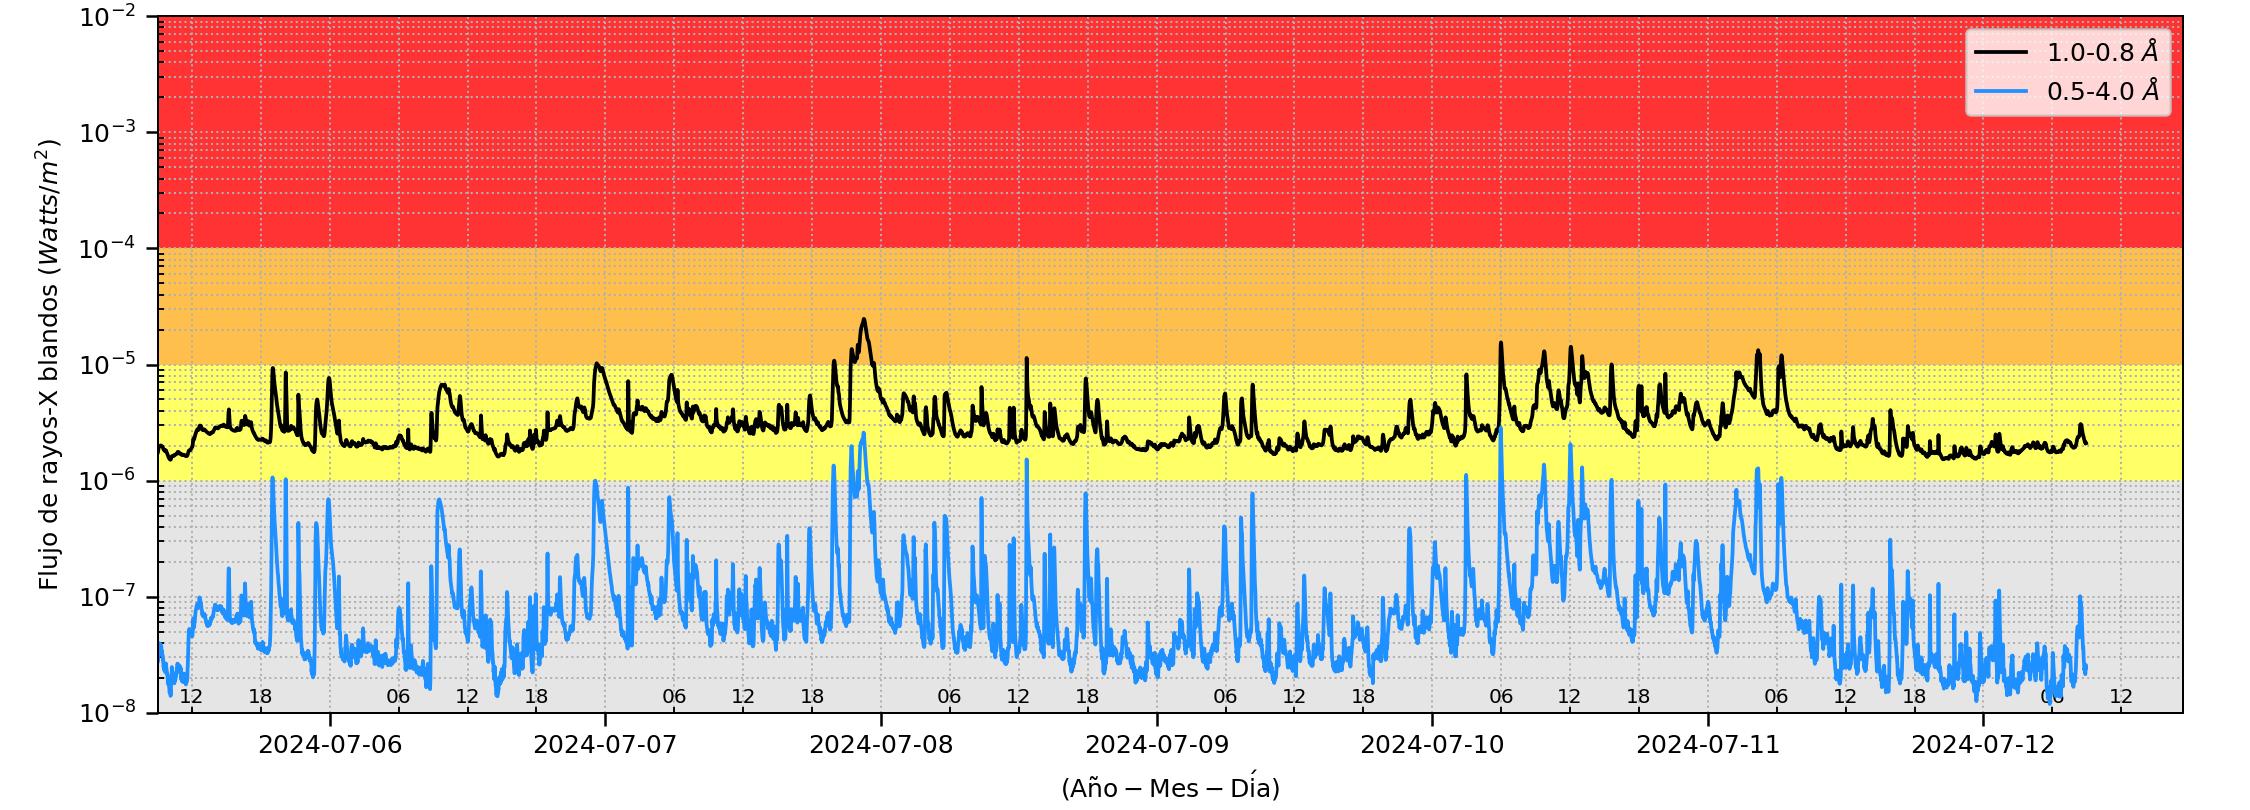 10⁻²
10⁻³
10⁻⁴
10⁻⁵
10⁻⁶
10⁻⁷
10⁻⁸
Flujo de rayos-X blandos (Watts/m²)
1.0-0.8 Å
0.5-4.0 Å
12 18 06 12 18 06 12 18 06 12 18 06 12 18 06 12 18 06 12 18 06 12
2024-07-06 2024-07-07 2024-07-08 2024-07-09 2024-07-10 2024-07-11 2024-07-12
(Año − Mes − Día)